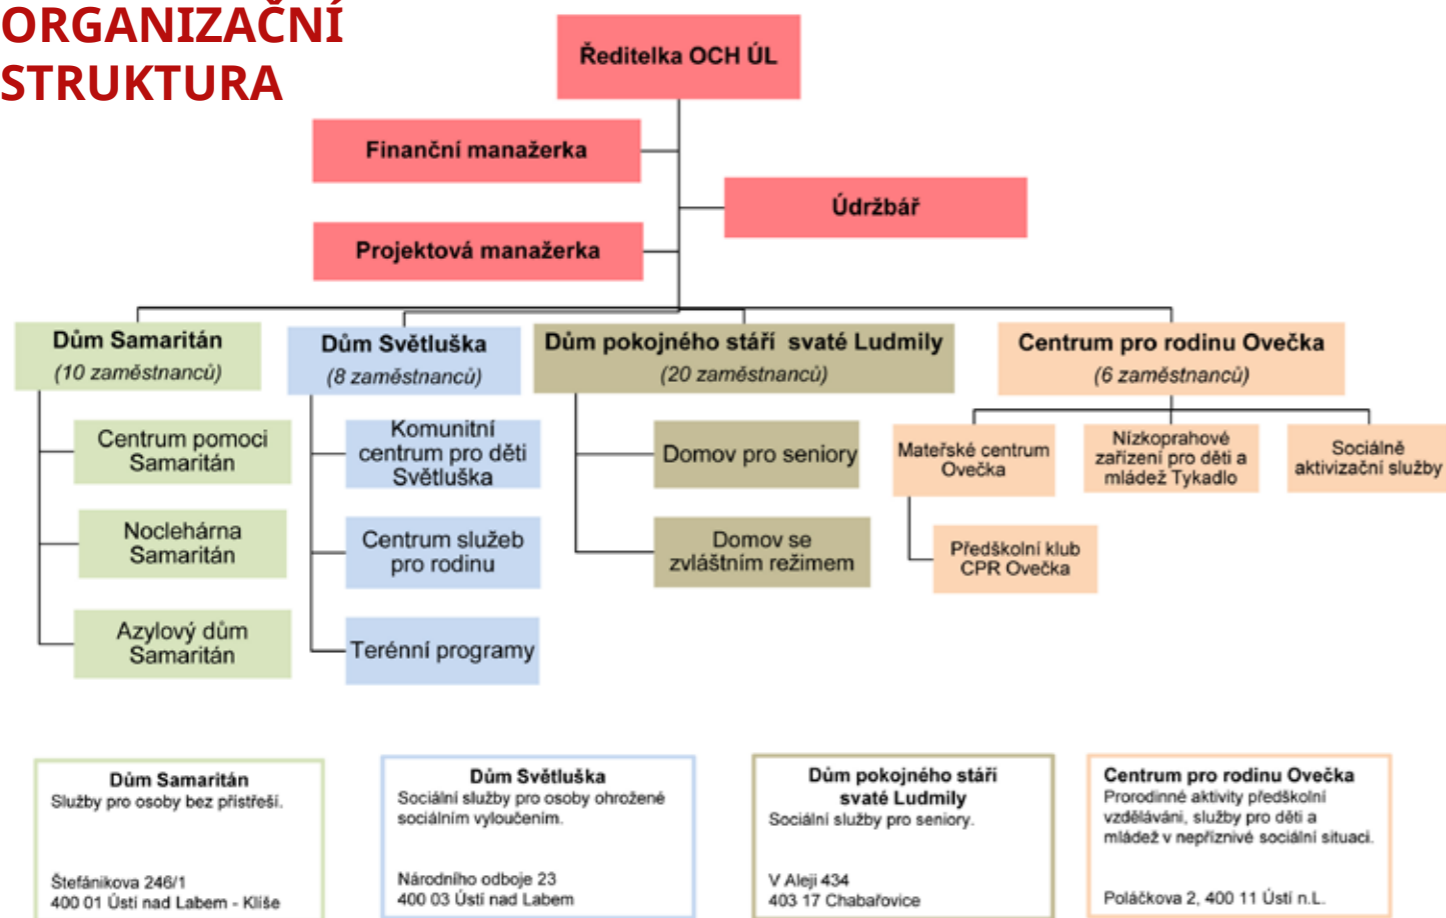 ORGANIZAČNÍ
STRUKTURA
Ředitelka OCH ÚL
Finanční manažerka
Údržbář
Projektová manažerka
Dům Samaritán
(10 zaměstnanců)
Dům Světluška
(8 zaměstnanců)
Dům pokojného stáří svaté Ludmily
(20 zaměstnanců)
Centrum pro rodinu Ovečka
(6 zaměstnanců)
Centrum pomoci
Samaritán
Noclehárna
Samaritán
Azylový dům
Samaritán
Komunitní
centrum pro děti
Světluška
Centrum služeb
pro rodinu
Terénní programy
Domov pro seniory
Domov se
zvláštním režimem
Mateřské centrum
Ovečka
Předškolní klub
CPR Ovečka
Nízkoprahové
zařízení pro děti a
mládež Tykadlo
Sociálně
aktivizační služby
Dům Samaritán
Služby pro osoby bez přístřeší.
Štefánikova 246/1
400 01 Ústí nad Labem - Klíše
Dům Světluška
Sociální služby pro osoby ohrožené
sociálním vyloučením.
Národního odboje 23
400 03 Ústí nad Labem
Dům pokojného stáří
svaté Ludmily
Sociální služby pro seniory.
V Aleji 434
403 17 Chabařovice
Centrum pro rodinu Ovečka
Prorodinné aktivity předškolní
vzdělávání, služby pro děti a
mládež v nepříznivé sociální situaci.
Poláčkova 2, 400 11 Ústí n.L.